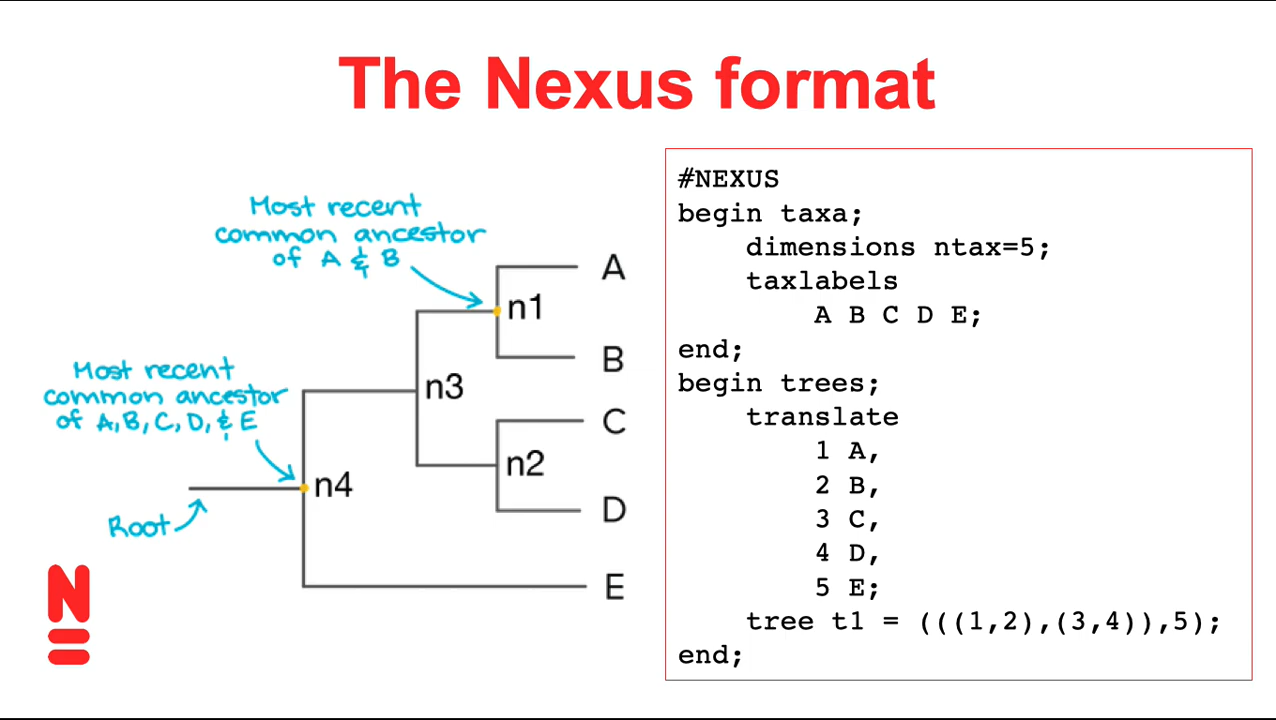 The Nexus format
Most recent
common ancestor
of A & B
A
n1
B
Most recent
common ancestor
of A, B, C, D, & E
n3
C
n2
n4
D
Root
E
N
#NEXUS
begin taxa;
dimensions ntax=5;
taxlabels
A B C D E;
end;
begin trees;
translate
1 A,
2 B,
3 C,
4 D,
5 E;
tree t1 = (((1,2),(3,4)),5);
end;